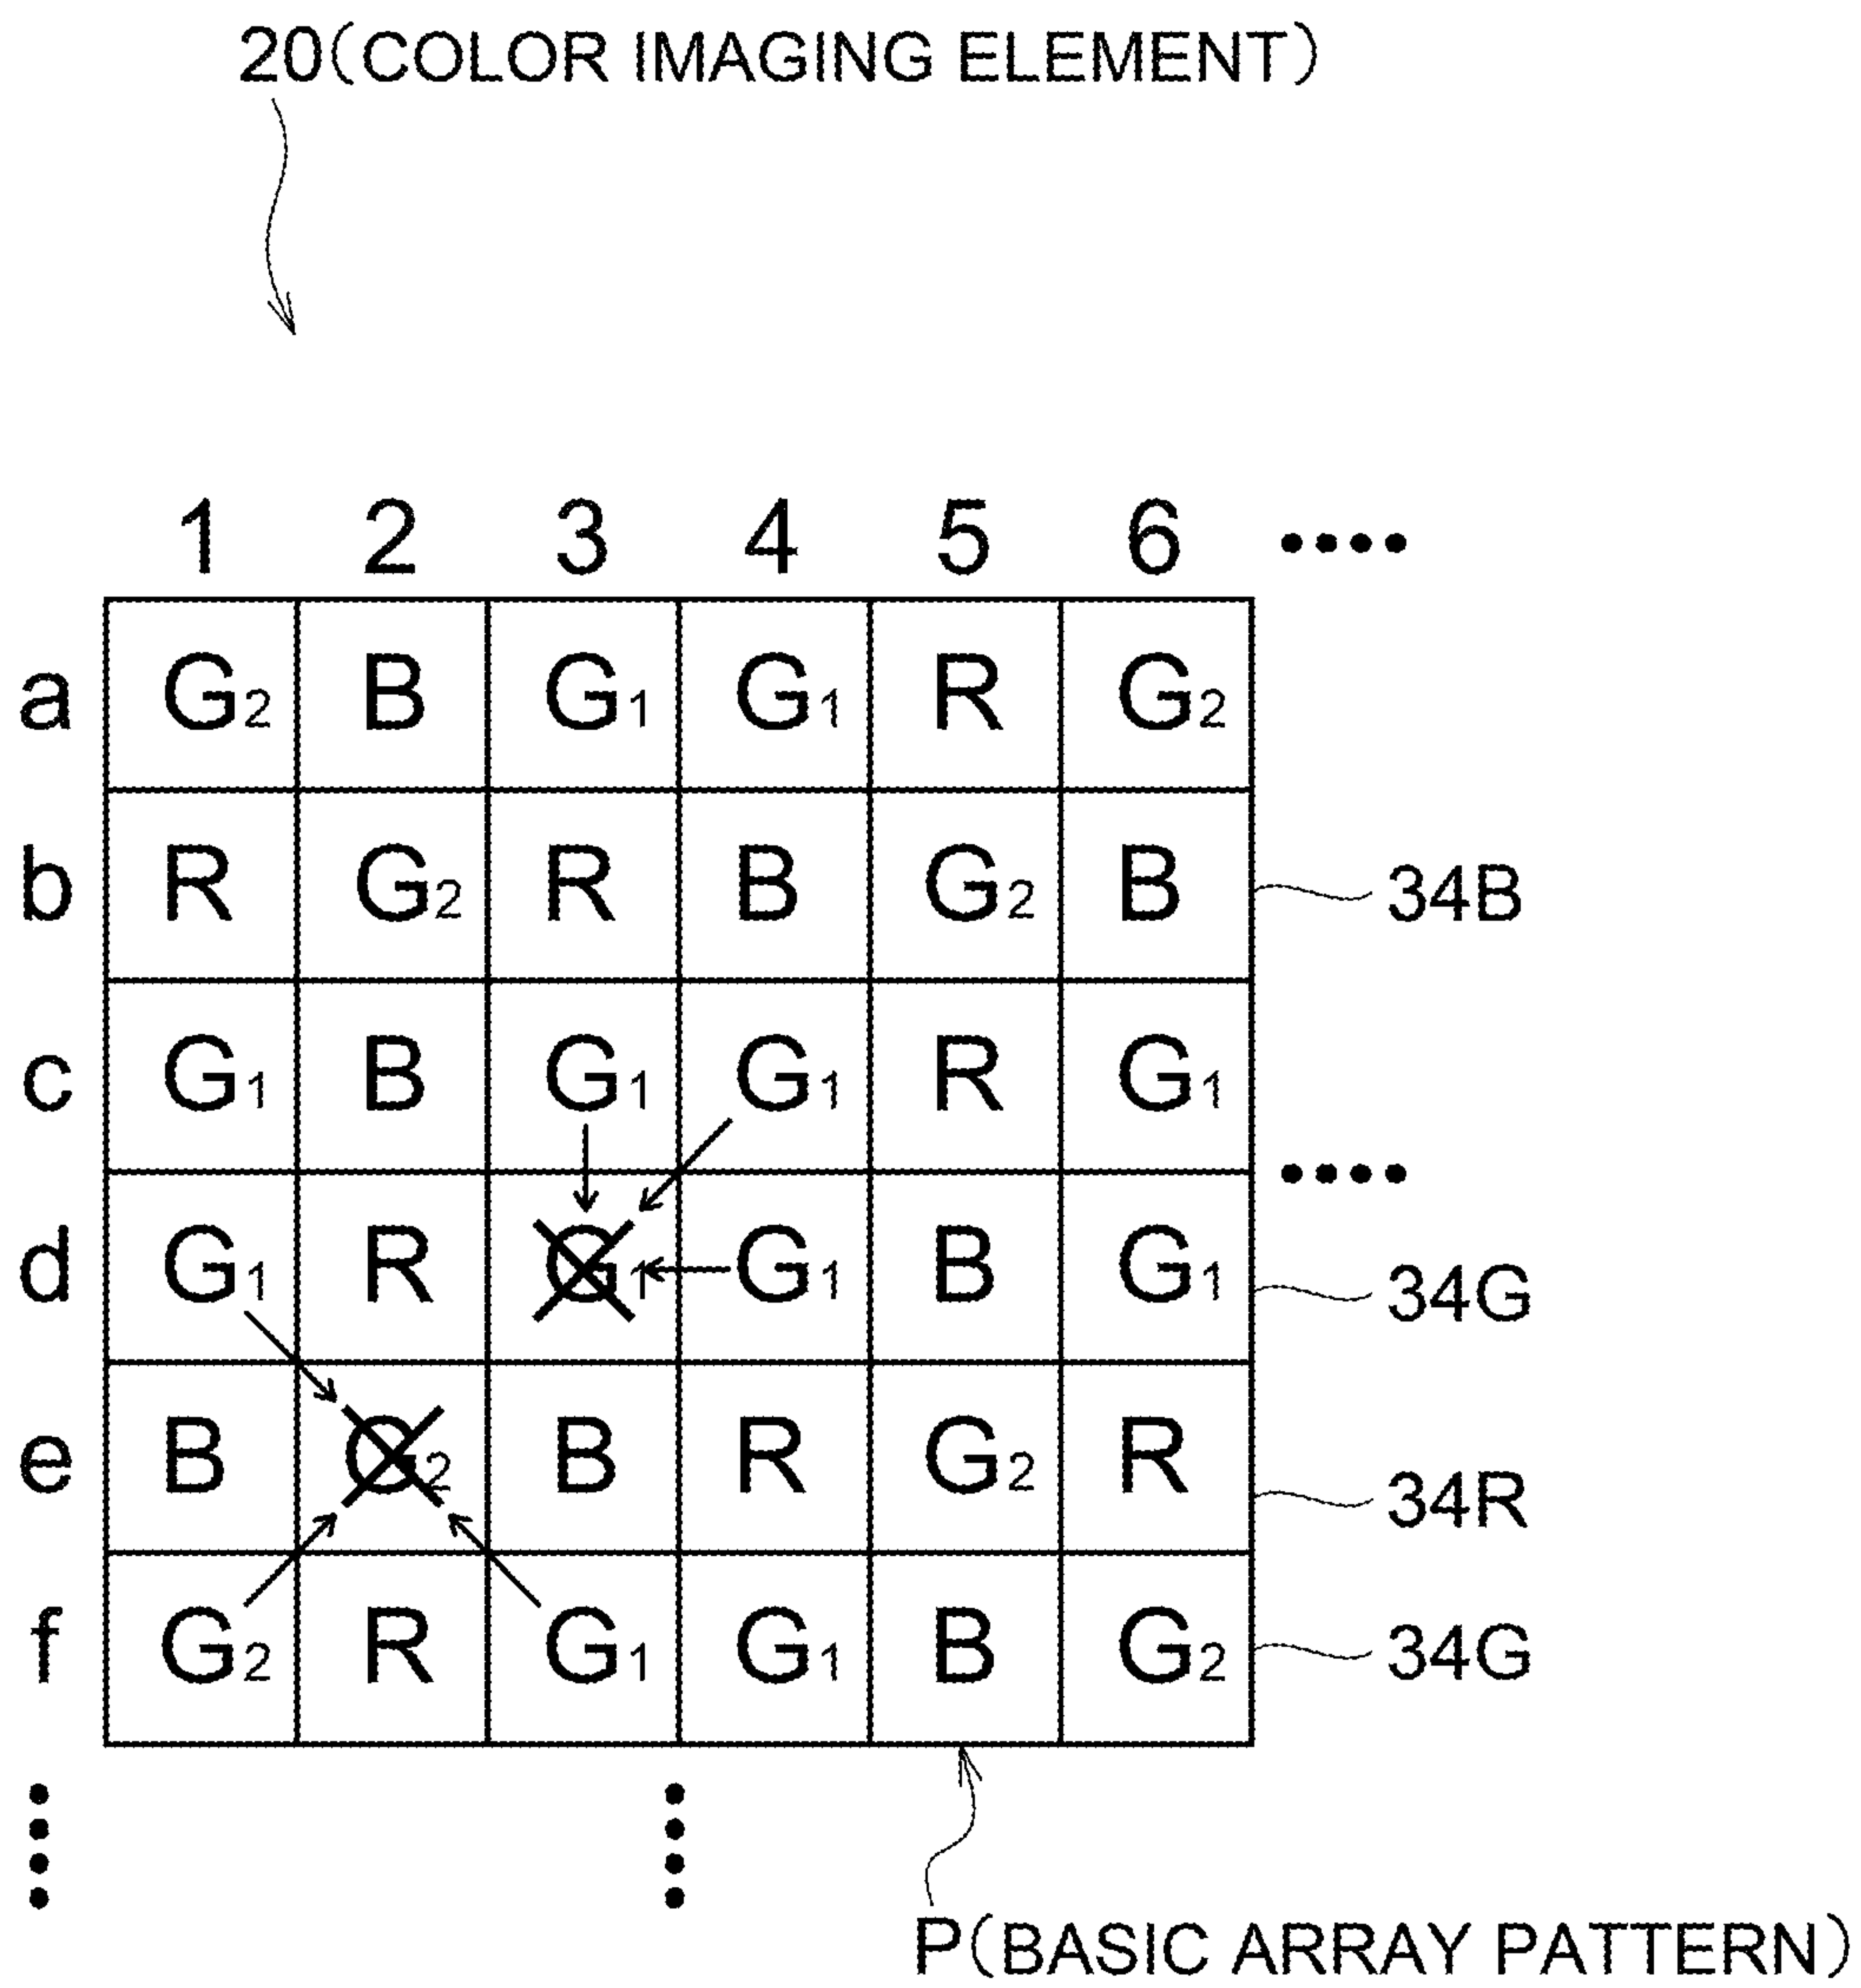 20(COLOR IMAGING ELEMENT)
1 2 3 4 5 6 ····
a G2 B G1 G1 R G2
b R G2 R B G2 B 34B
c G1 B G1 G1 R G1
····
d G1 R G1 G1 B G1 34G
e B G2 B R G2 R 34R
f G2 R G1 G1 B G2 34G
P(BASIC ARRAY PATTERN)